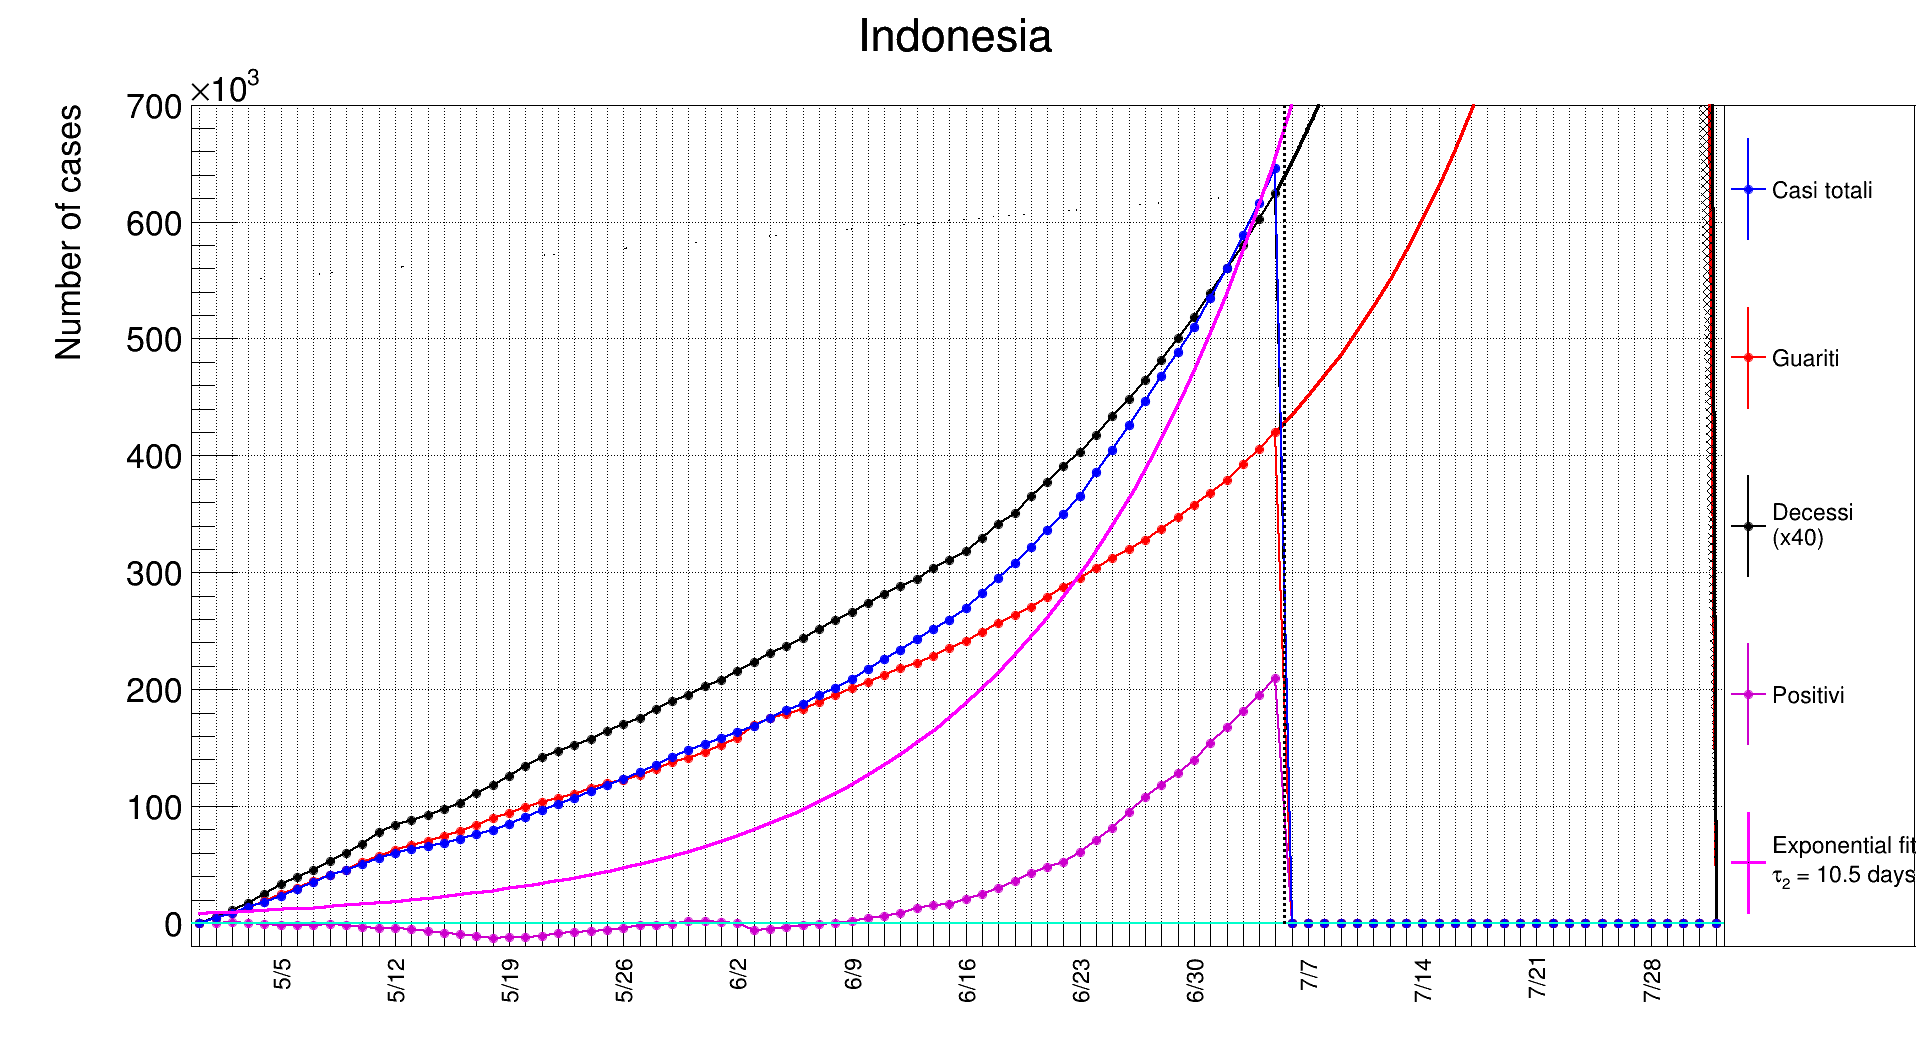 Indonesia
×10³
Number of cases
700
600
500
400
300
200
100
0
5/5
5/12
5/19
5/26
6/2
6/9
6/16
6/23
6/30
7/7
7/14
7/21
7/28
Casi totali
Guariti
Decessi
(x40)
Positivi
Exponential fit
τ₂ = 10.5 days